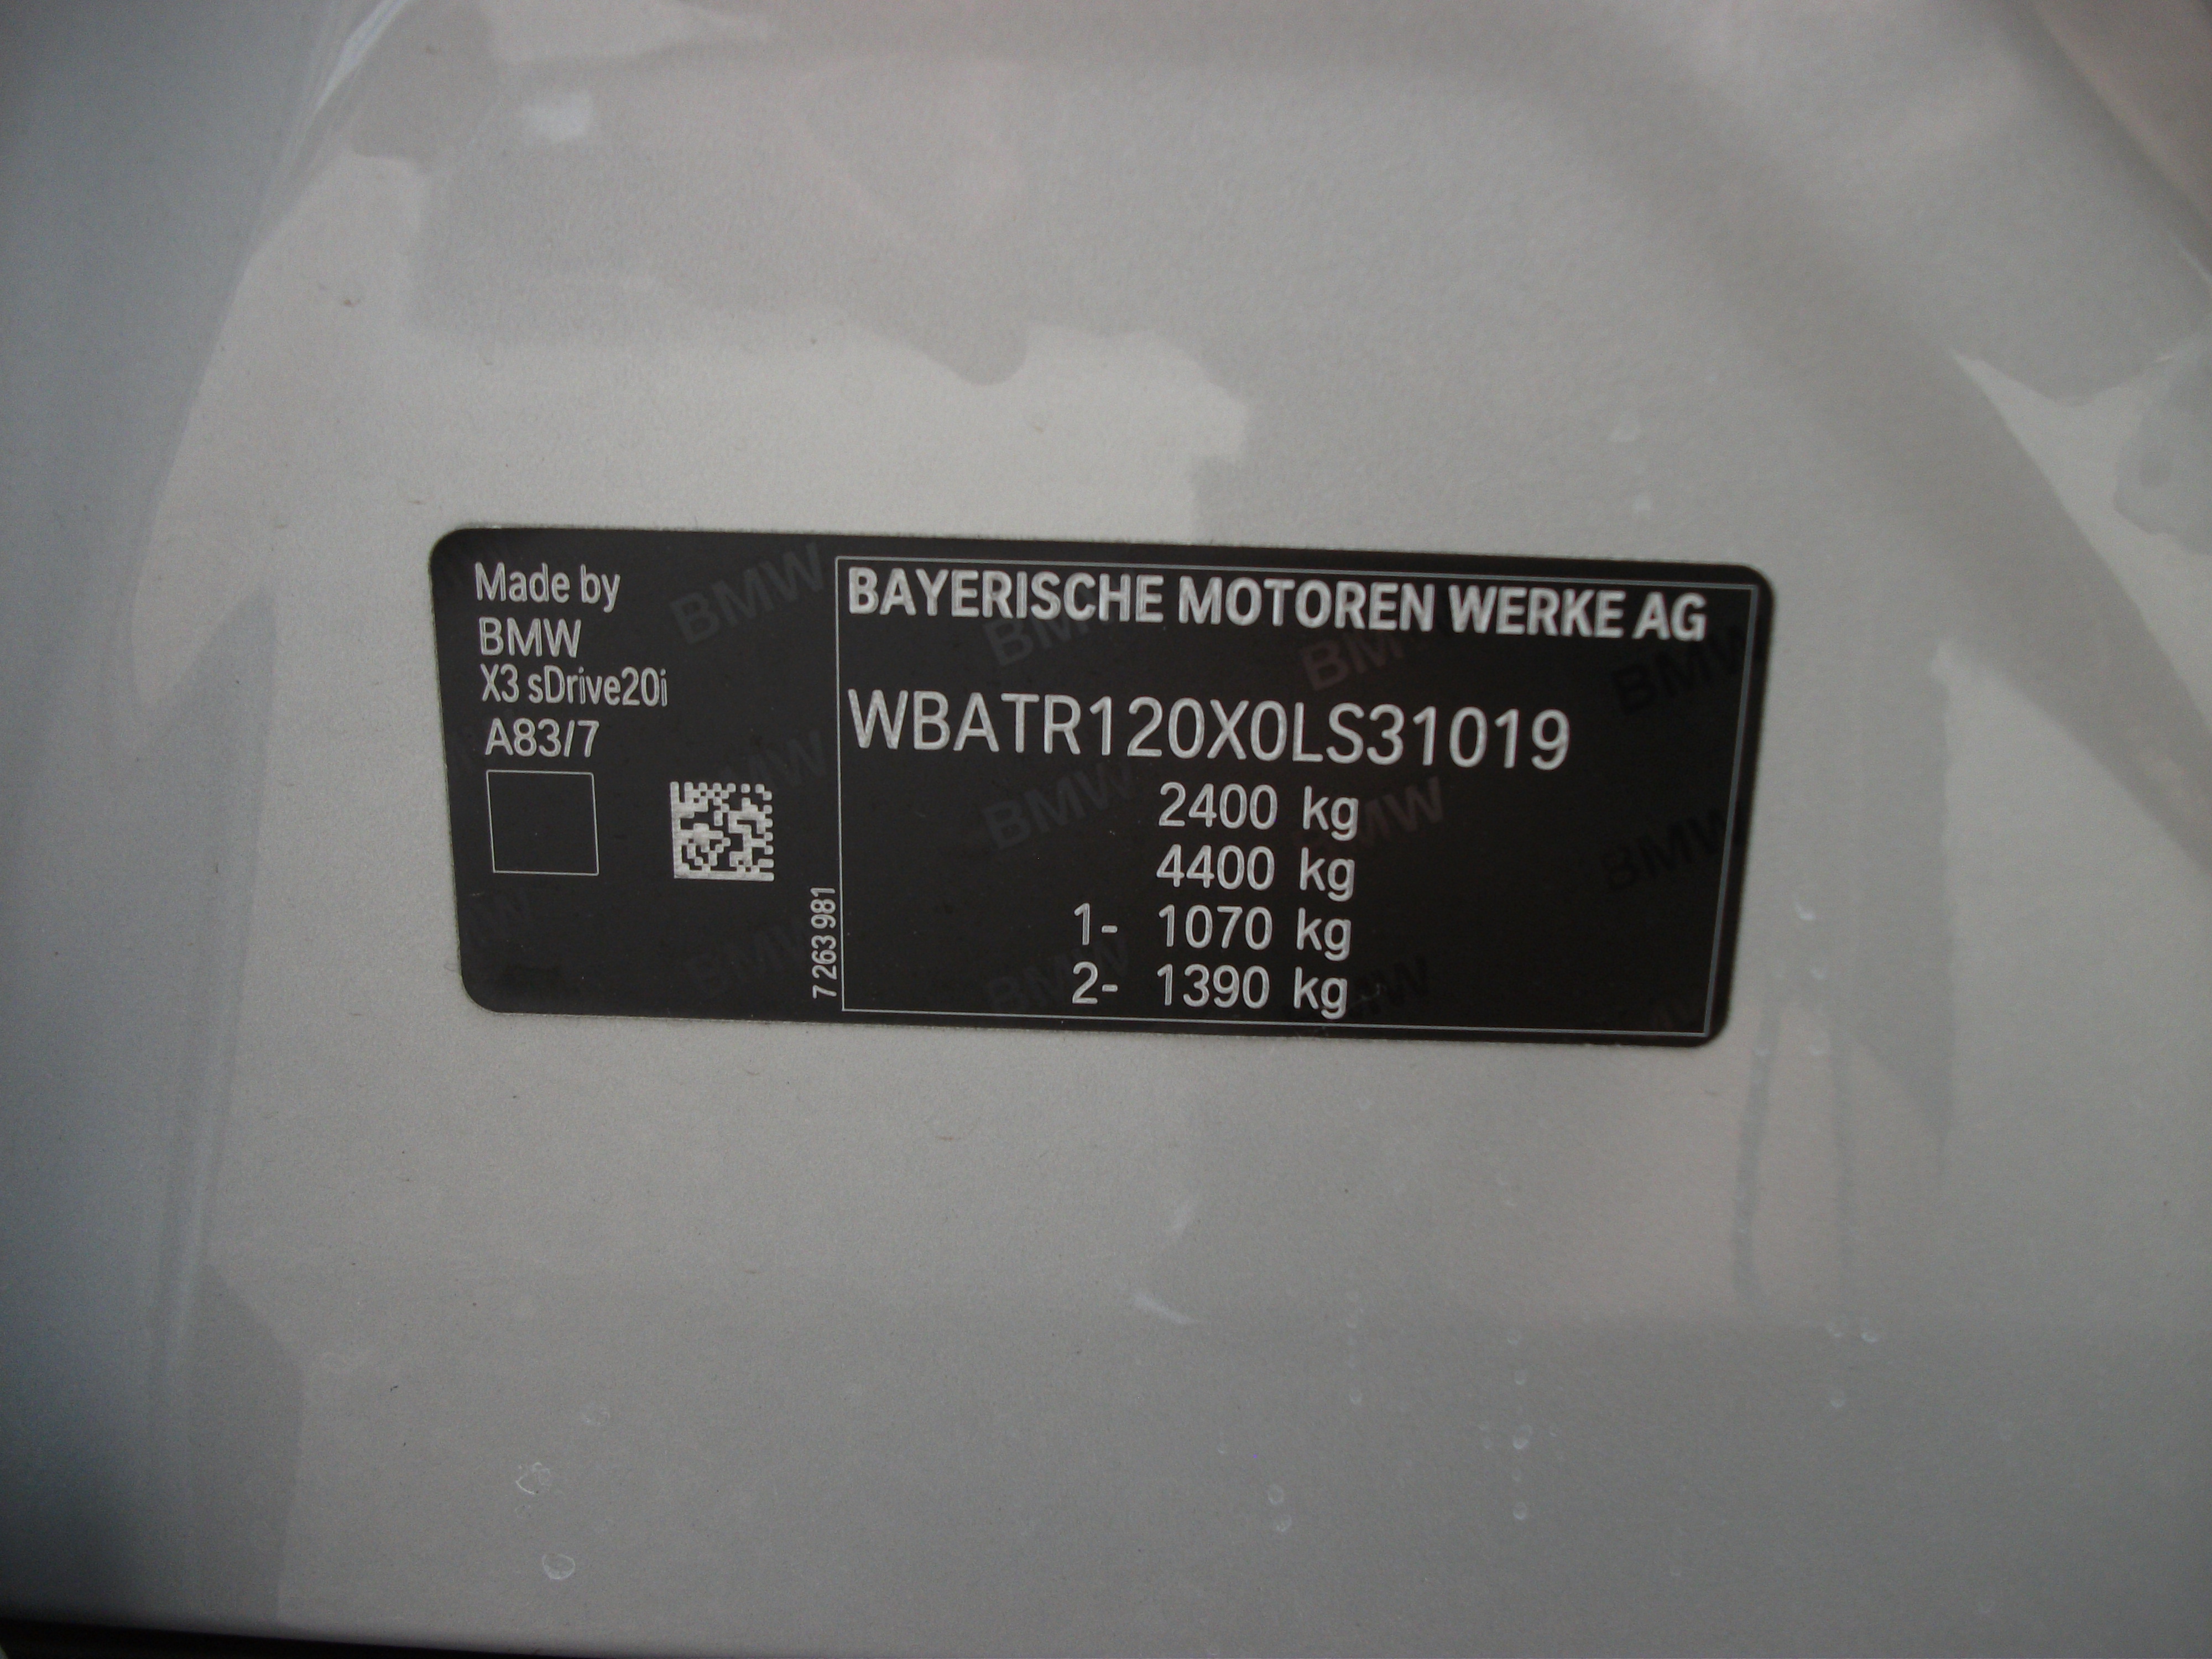 Made by
BMW
X3 sDrive20i
A83/7
7 263 981
BAYERISCHE MOTOREN WERKE AG
WBATR120X0LS31019
2400 kg
4400 kg
1- 1070 kg
2- 1390 kg